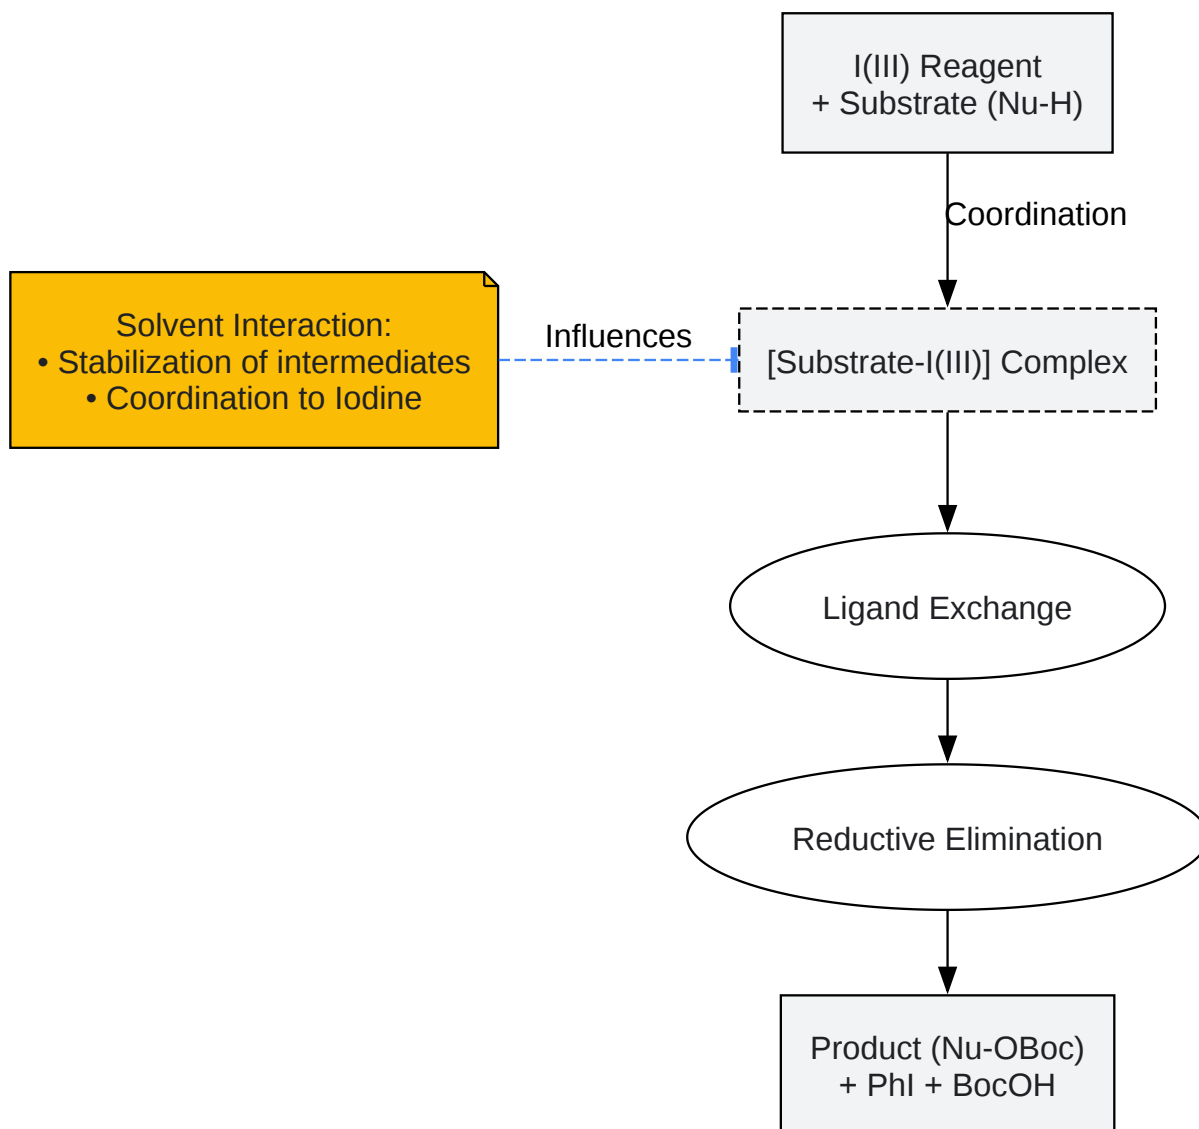 I(III) Reagent
+ Substrate (Nu-H)
Coordination
Solvent Interaction:
• Stabilization of intermediates
• Coordination to Iodine
Influences
[Substrate-I(III)] Complex
Ligand Exchange
Reductive Elimination
Product (Nu-OBoc)
+ PhI + BocOH